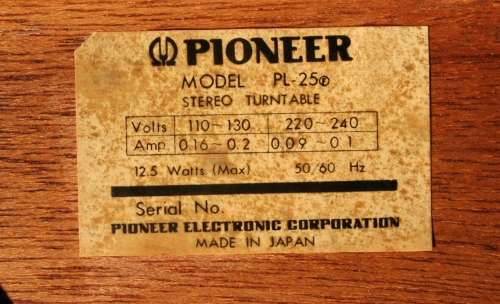 PIONEER
MODEL PL-25Ⓕ
STEREO TURNTABLE
Volts 110~130 220~240
Amp 0.16~0.2 0.09~0.1
12.5 Watts (Max) 50/60 Hz
Serial No.
PIONEER ELECTRONIC CORPORATION
MADE IN JAPAN